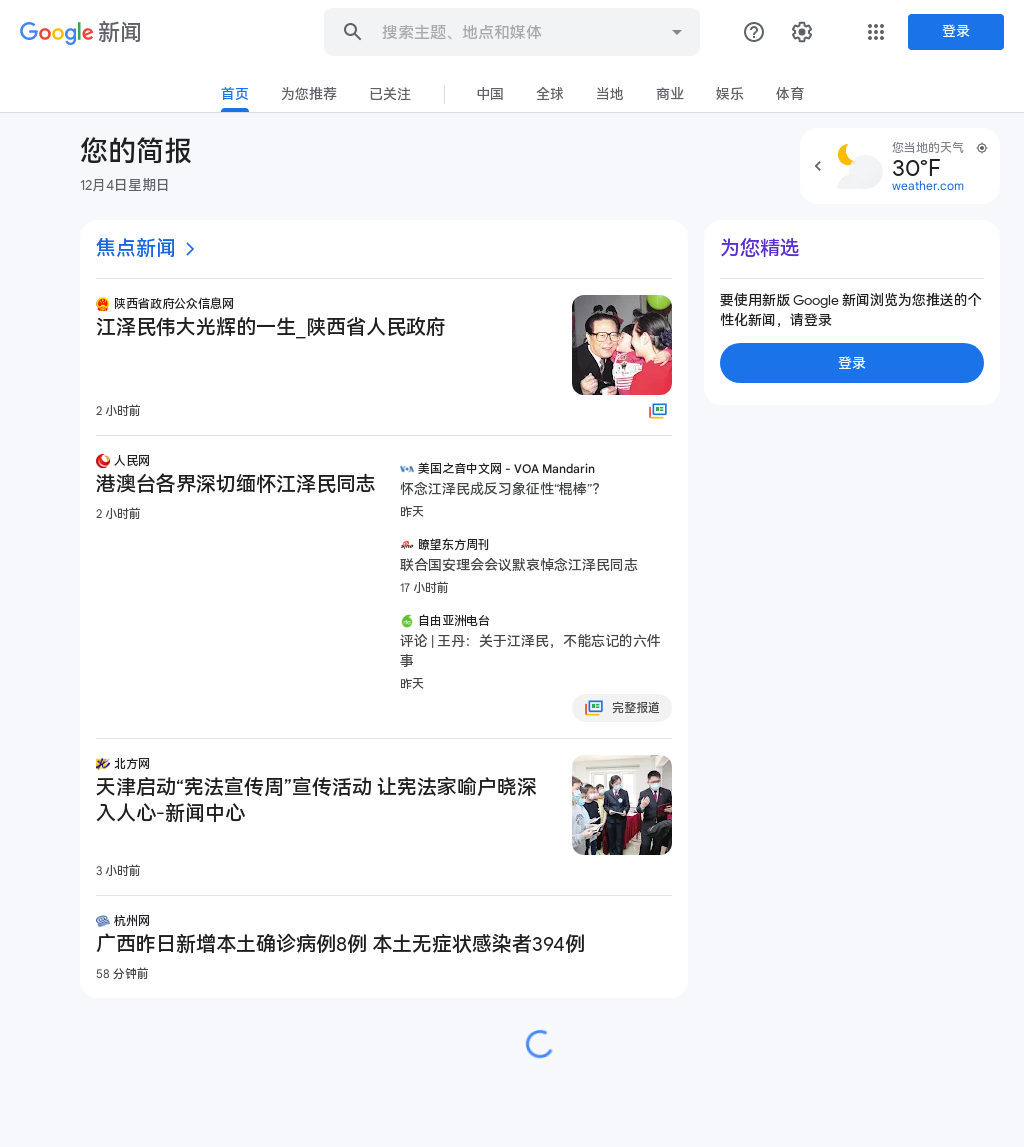 Google 新闻
搜索主题、地点和媒体
登录
首页 为您推荐 已关注 中国 全球 当地 商业 娱乐 体育
您的简报
12月4日星期日
您当地的天气
30°F
weather.com
焦点新闻
陕西省政府公众信息网
江泽民伟大光辉的一生_陕西省人民政府
2 小时前
人民网
港澳台各界深切缅怀江泽民同志
2 小时前
美国之音中文网 - VOA Mandarin
怀念江泽民成反习象征性“棍棒”？
昨天
瞭望东方周刊
联合国安理会会议默哀悼念江泽民同志
17 小时前
自由亚洲电台
评论 | 王丹：关于江泽民，不能忘记的六件
事
昨天
完整报道
北方网
天津启动“宪法宣传周”宣传活动 让宪法家喻户晓深
入人心-新闻中心
3 小时前
杭州网
广西昨日新增本土确诊病例8例 本土无症状感染者394例
58 分钟前
为您精选
要使用新版 Google 新闻浏览为您推送的个
性化新闻，请登录
登录